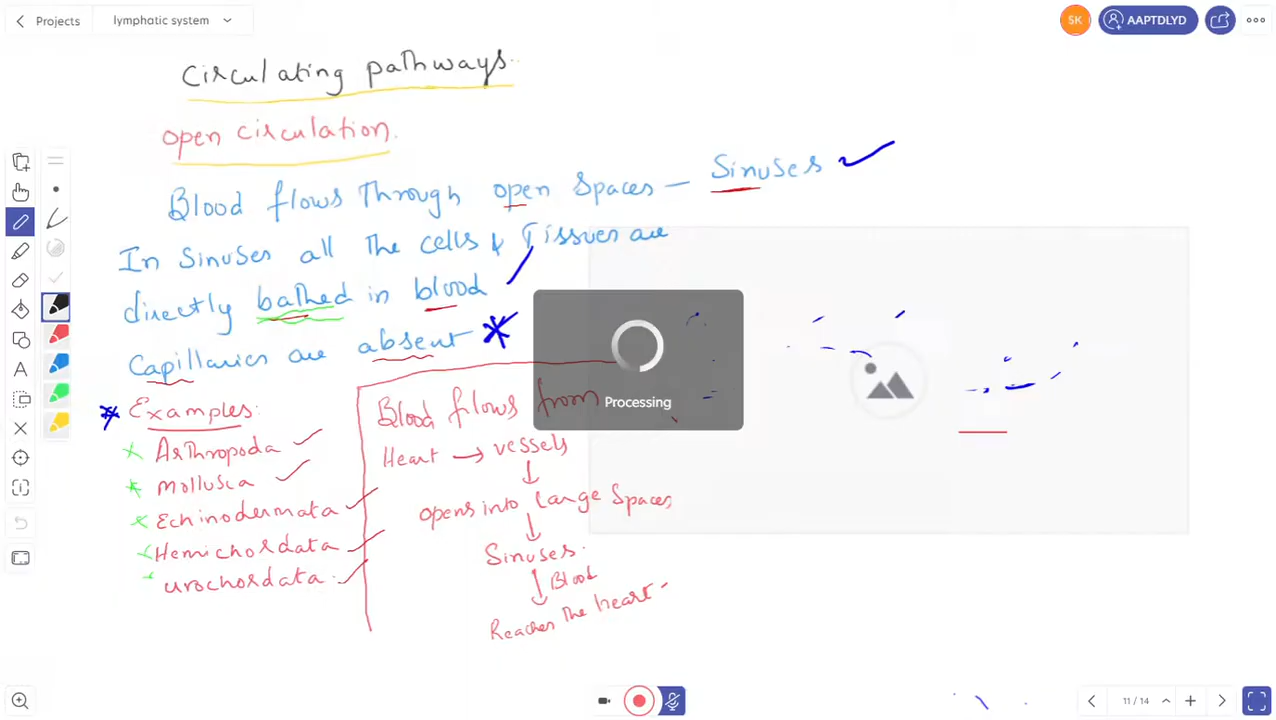 Projects
lymphatic system
SK
AAPTDLYD
Circulating pathways
Open circulation.
Blood flows Through open Spaces - Sinuses
In Sinuses all The cells & Tissues are
directly bathed in blood
Capillaries are absent
Examples:
Arthropoda
Mollusca
Echinodermata
Hemichordata
Urochordata
Blood flows from
Heart → vessels
↓
opens into large Spaces
↓
Sinuses.
↓ Blood
Reaches The heart
Processing
11 / 14